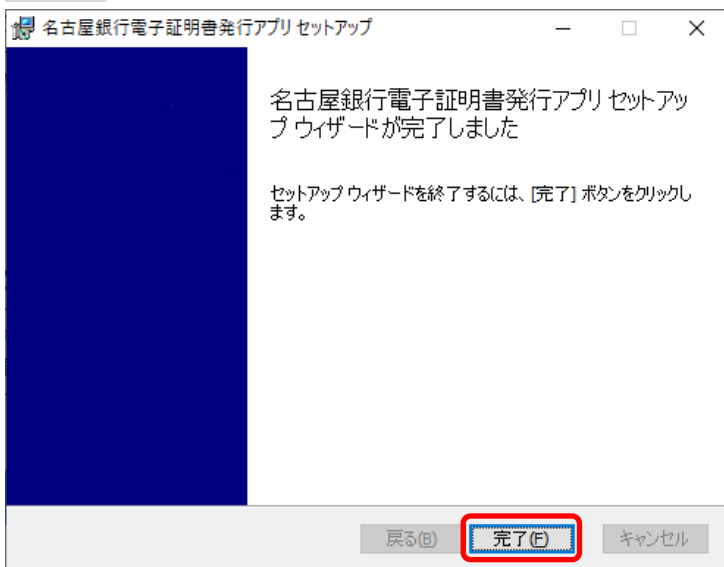 名古屋銀行電子証明書発行アプリ セットアップ
名古屋銀行電子証明書発行アプリ セットアッ
プ ウィザードが完了しました
セットアップ ウィザードを終了するには、[完了] ボタンをクリックし
ます。
戻る(B) 完了(F) キャンセル